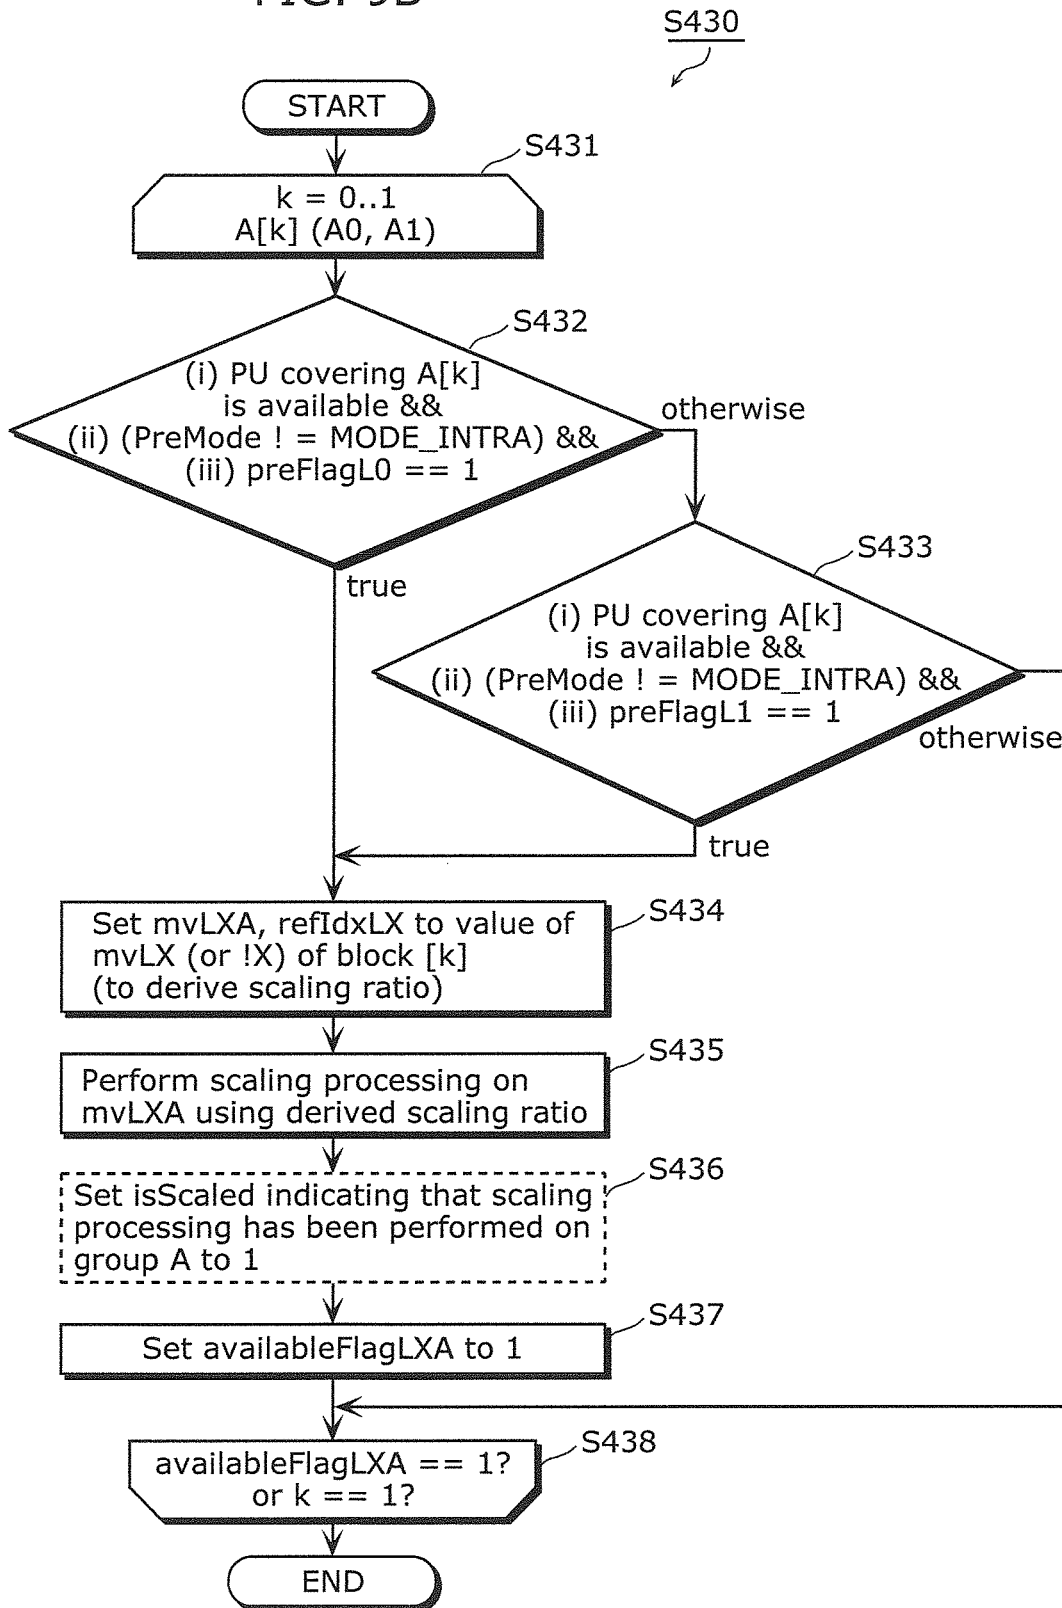 S430
START
S431
k = 0..1
A[k] (A0, A1)
S432
(i) PU covering A[k]
is available &&
(ii) (PreMode ! = MODE_INTRA) &&
(iii) preFlagL0 == 1
otherwise
true
S433
(i) PU covering A[k]
is available &&
(ii) (PreMode ! = MODE_INTRA) &&
(iii) preFlagL1 == 1
otherwise
true
S434
Set mvLXA, refIdxLX to value of
mvLX (or !X) of block [k]
(to derive scaling ratio)
S435
Perform scaling processing on
mvLXA using derived scaling ratio
S436
Set isScaled indicating that scaling
processing has been performed on
group A to 1
S437
Set availableFlagLXA to 1
S438
availableFlagLXA == 1?
or k == 1?
END